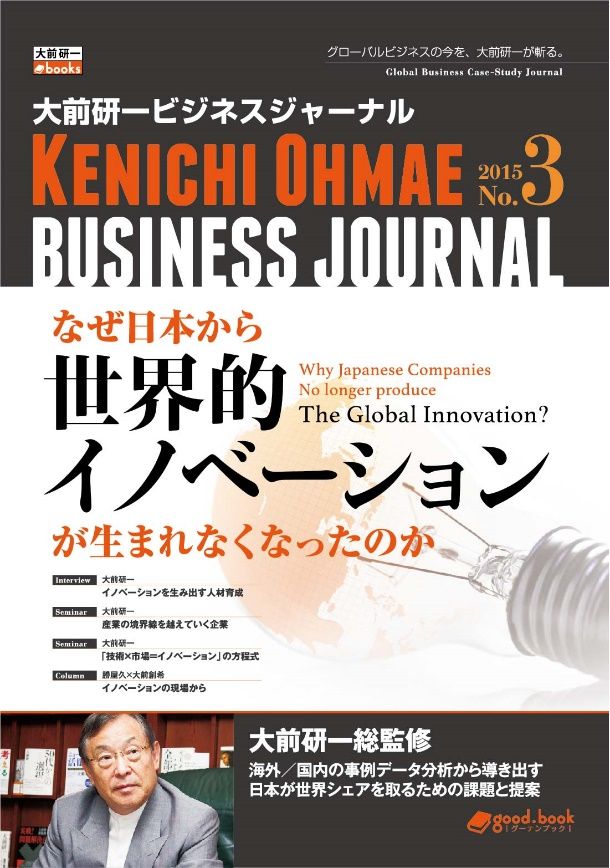 大前研一
books
グローバルビジネスの今を、大前研一が斬る。
Global Business Case-Study Journal
大前研一ビジネスジャーナル
KENICHI OHMAE
2015
No.3
BUSINESS JOURNAL
なぜ日本から
世界的
Why Japanese Companies
No longer produce
The Global Innovation?
イノベーション
が生まれなくなったのか
Interview 大前研一
イノベーションを生み出す人材育成
Seminar 大前研一
産業の境界線を越えていく企業
Seminar 大前研一
「技術×市場=イノベーション」の方程式
Column 勝屋久×大前創希
イノベーションの現場から
大前研一総監修
海外／国内の事例データ分析から導き出す
日本が世界シェアを取るための課題と提案
good.book
[グーテンブック]